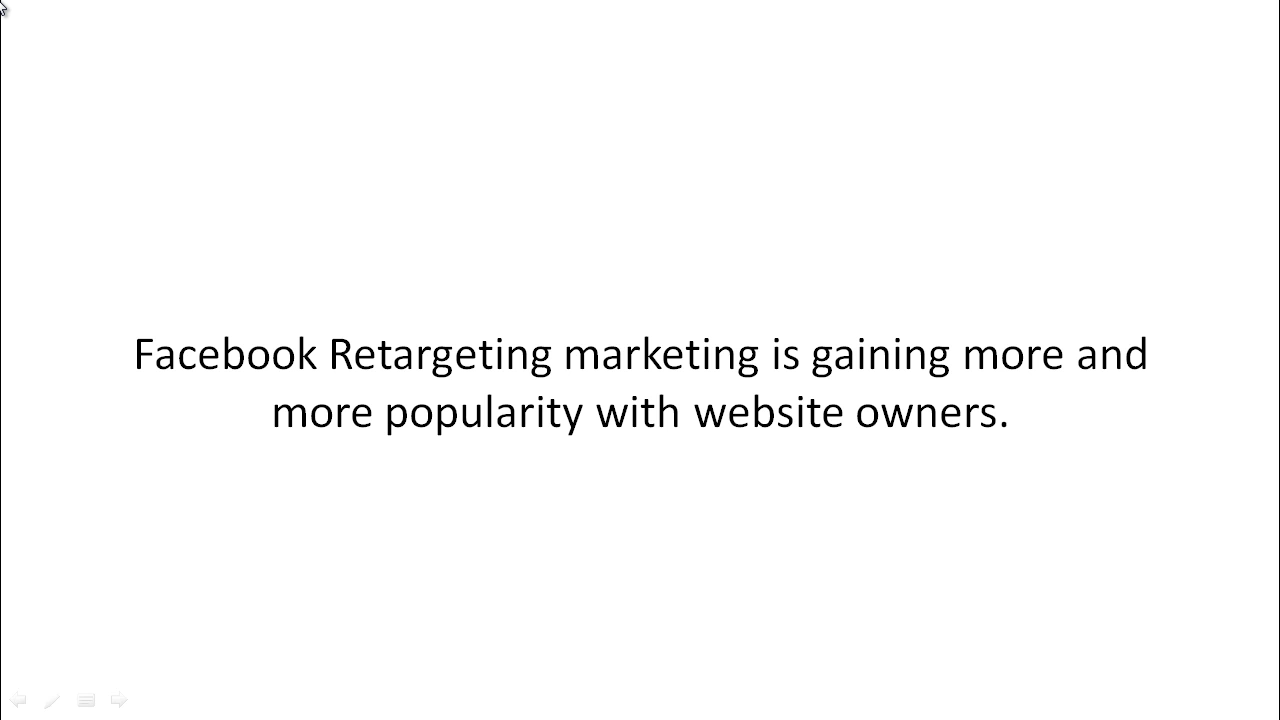 Facebook Retargeting marketing is gaining more and
more popularity with website owners.